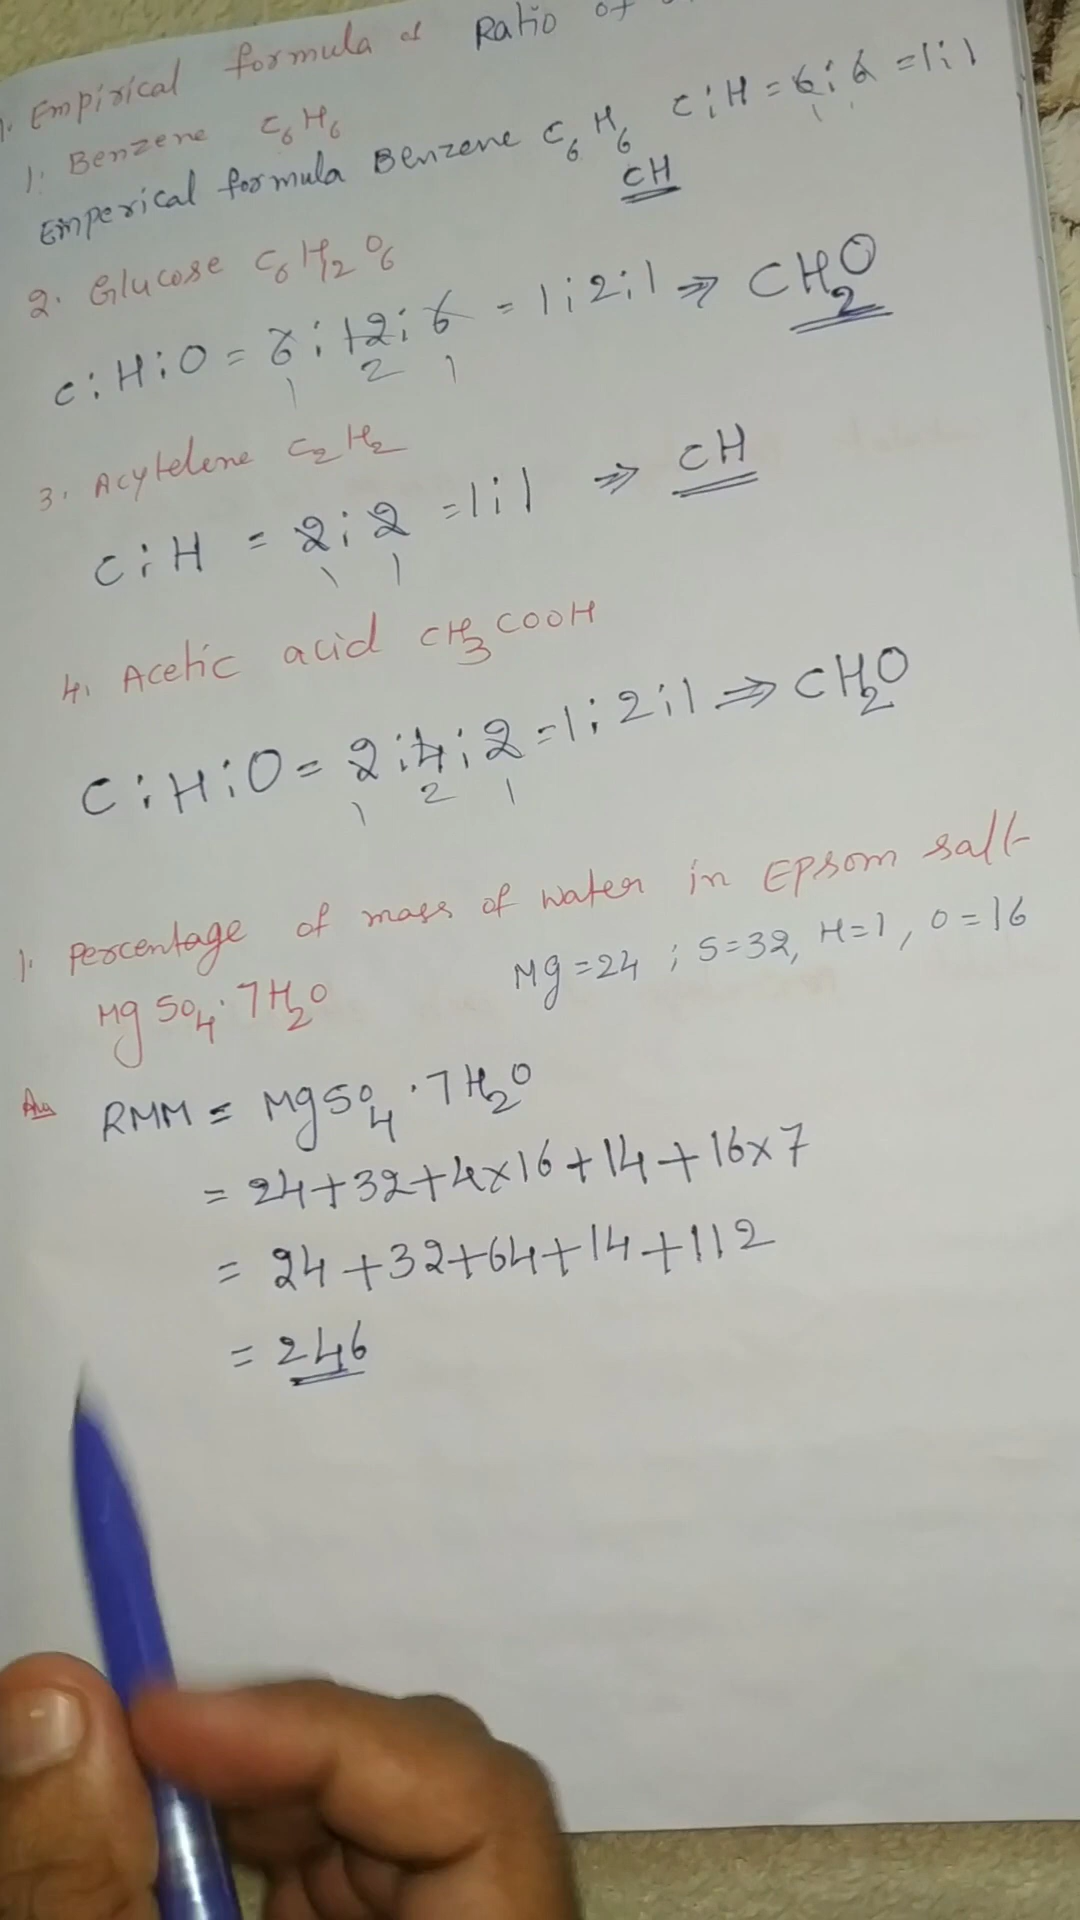 1. Empirical formula of Ratio of
1. Benzene C6H6
Emperical formula Benzene C6H6 C:H = 6:6 = 1:1
1 1
CH
2. Glucose C6H12O6
C:H:O = 6:12:6 = 1:2:1 ⇒ CH2O
1 2 1
3. Acytelene C2H2
C:H = 2:2 = 1:1 ⇒ CH
1 1
4. Acetic acid CH3COOH
C:H:O = 2:4:2 = 1:2:1 ⇒ CH2O
1 2 1
1. Percentage of mass of water in Epsom salt
MgSO4.7H2O Mg=24; S=32, H=1, O=16
Ans RMM = MgSO4.7H2O
= 24+32+4×16+14+16×7
= 24+32+64+14+112
= 246